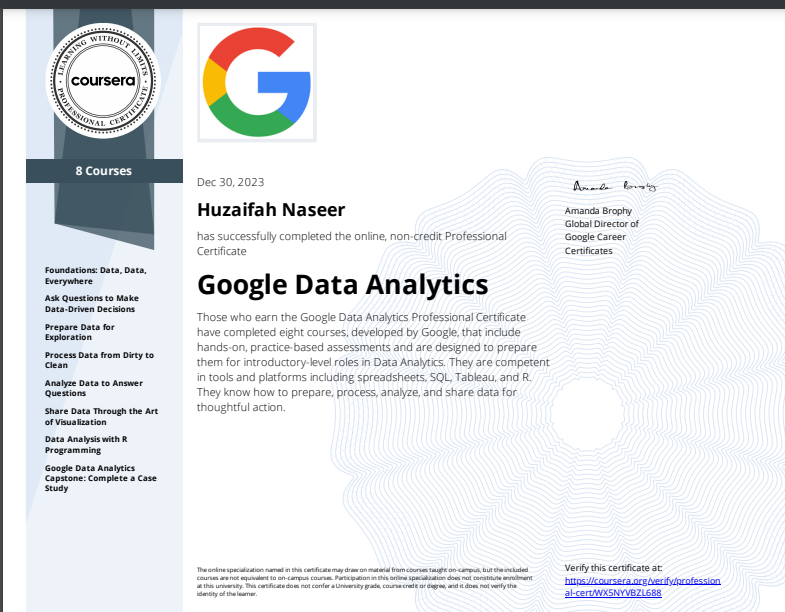 LEARNING WITHOUT LIMITS
coursera
PROFESSIONAL CERTIFICATE
8 Courses
Foundations: Data, Data,
Everywhere
Ask Questions to Make
Data-Driven Decisions
Prepare Data for
Exploration
Process Data from Dirty to
Clean
Analyze Data to Answer
Questions
Share Data Through the Art
of Visualization
Data Analysis with R
Programming
Google Data Analytics
Capstone: Complete a Case
Study
G
Dec 30, 2023
Huzaifah Naseer
has successfully completed the online, non-credit Professional
Certificate
Google Data Analytics
Those who earn the Google Data Analytics Professional Certificate
have completed eight courses, developed by Google, that include
hands-on, practice-based assessments and are designed to prepare
them for introductory-level roles in Data Analytics. They are competent
in tools and platforms including spreadsheets, SQL, Tableau, and R.
They know how to prepare, process, analyze, and share data for
thoughtful action.
Amanda Brophy
Amanda Brophy
Global Director of
Google Career
Certificates
The online specialization named in this certificate may draw on material from courses taught on-campus, but the included
courses are not equivalent to on-campus courses. Participation in this online specialization does not constitute enrollment
at this university. This certificate does not confer a University grade, course credit or degree, and it does not verify the
identity of the learner.
Verify this certificate at:
https://coursera.org/verify/profession
al-cert/WX5NYVBZL688